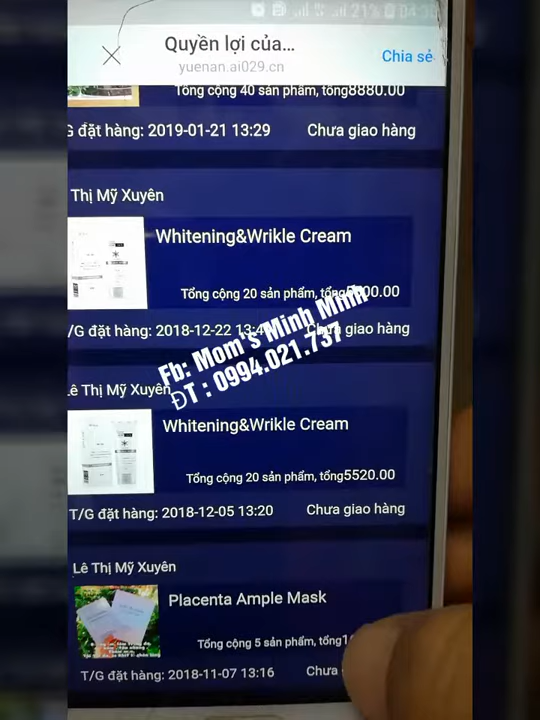 21%
Quyền lợi của...
yuenan.ai029.cn
Chia sẻ
Tổng cộng 40 sản phẩm, tổng8880.00
G đặt hàng: 2019-01-21 13:29 Chưa giao hàng
Thị Mỹ Xuyên
Whitening&Wrikle Cream
Tổng cộng 20 sản phẩm, tổng
00.00
/G đặt hàng: 2018-12-22 13:4
Chưa giao hàng
Fb: Mom's Minh Minh
ĐT : 0994.021.737
Lê Thị Mỹ Xuyên
Whitening&Wrikle Cream
Tổng cộng 20 sản phẩm, tổng5520.00
T/G đặt hàng: 2018-12-05 13:20 Chưa giao hàng
Lê Thị Mỹ Xuyên
Placenta Ample Mask
Tổng cộng 5 sản phẩm, tổng1
T/G đặt hàng: 2018-11-07 13:16 Chưa